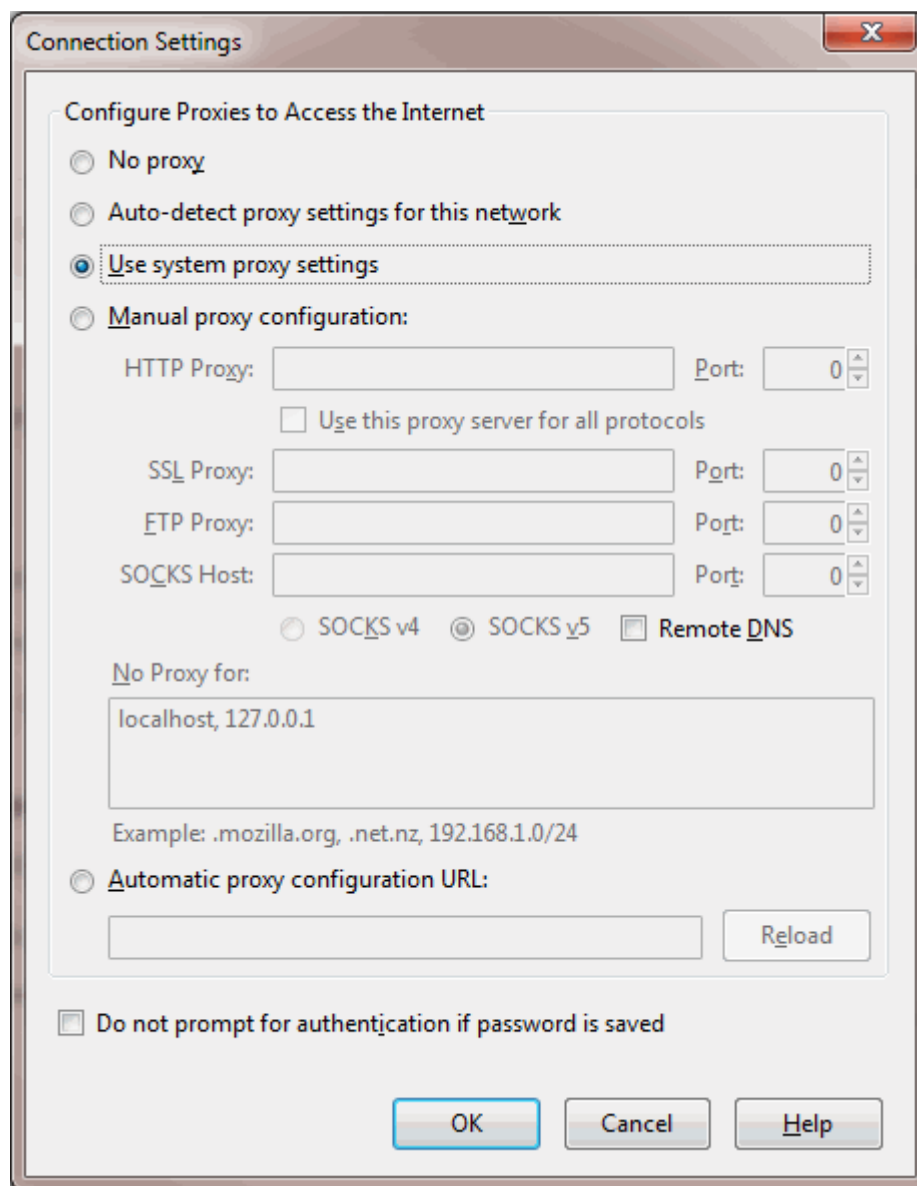 Connection Settings
Configure Proxies to Access the Internet
No proxy
Auto-detect proxy settings for this network
Use system proxy settings
Manual proxy configuration:
HTTP Proxy: Port: 0
Use this proxy server for all protocols
SSL Proxy: Port: 0
FTP Proxy: Port: 0
SOCKS Host: Port: 0
SOCKS v4 SOCKS v5 Remote DNS
No Proxy for:
localhost, 127.0.0.1
Example: .mozilla.org, .net.nz, 192.168.1.0/24
Automatic proxy configuration URL:
Reload
Do not prompt for authentication if password is saved
OK Cancel Help